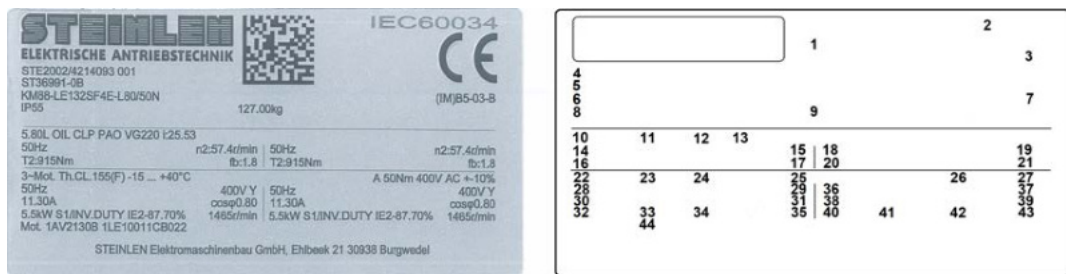 STEINLEN
IEC60034
ELEKTRISCHE ANTRIEBSTECHNIK
CE
STE2002/4214093 001
ST36991-0B
KM88-LE132SF4E-L80/50N
(IM)B5-03-B
IP55 127.00kg
5.80L OIL CLP PAO VG220 i:25.53
50Hz n2:57.4r/min | 50Hz n2:57.4r/min
T2:915Nm fb:1.8 | T2:915Nm fb:1.8
3~Mot. Th.CL.155(F) -15 ... +40°C A 50Nm 400V AC +-10%
50Hz 400V Y | 50Hz 400V Y
11.30A cosφ0.80 | 11.30A cosφ0.80
5.5kW S1/INV.DUTY IE2-87.70% 1465r/min | 5.5kW S1/INV.DUTY IE2-87.70% 1465r/min
Mot. 1AV2130B 1LE10011CB022
STEINLEN Elektromaschinenbau GmbH, Ehlbeek 21 30938 Burgwedel
2
1
3
4
5
6 7
8 9
10 11 12 13
14 15 | 18 19
16 17 | 20 21
22 23 24 25 26 27
28 29 | 36 37
30 31 | 38 39
32 33 34 35 | 40 41 42 43
44